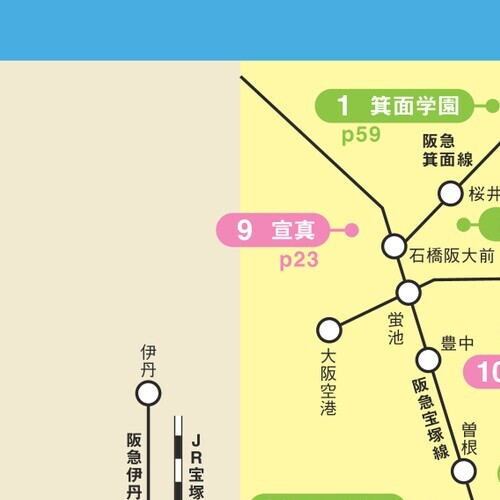 1 箕面学園
p59
阪急
箕面線
桜井
9 宣真
p23
石橋阪大前
蛍池
大阪空港
豊中
10
伊丹
阪急宝塚線
曽根
阪急伊丹
JR宝塚